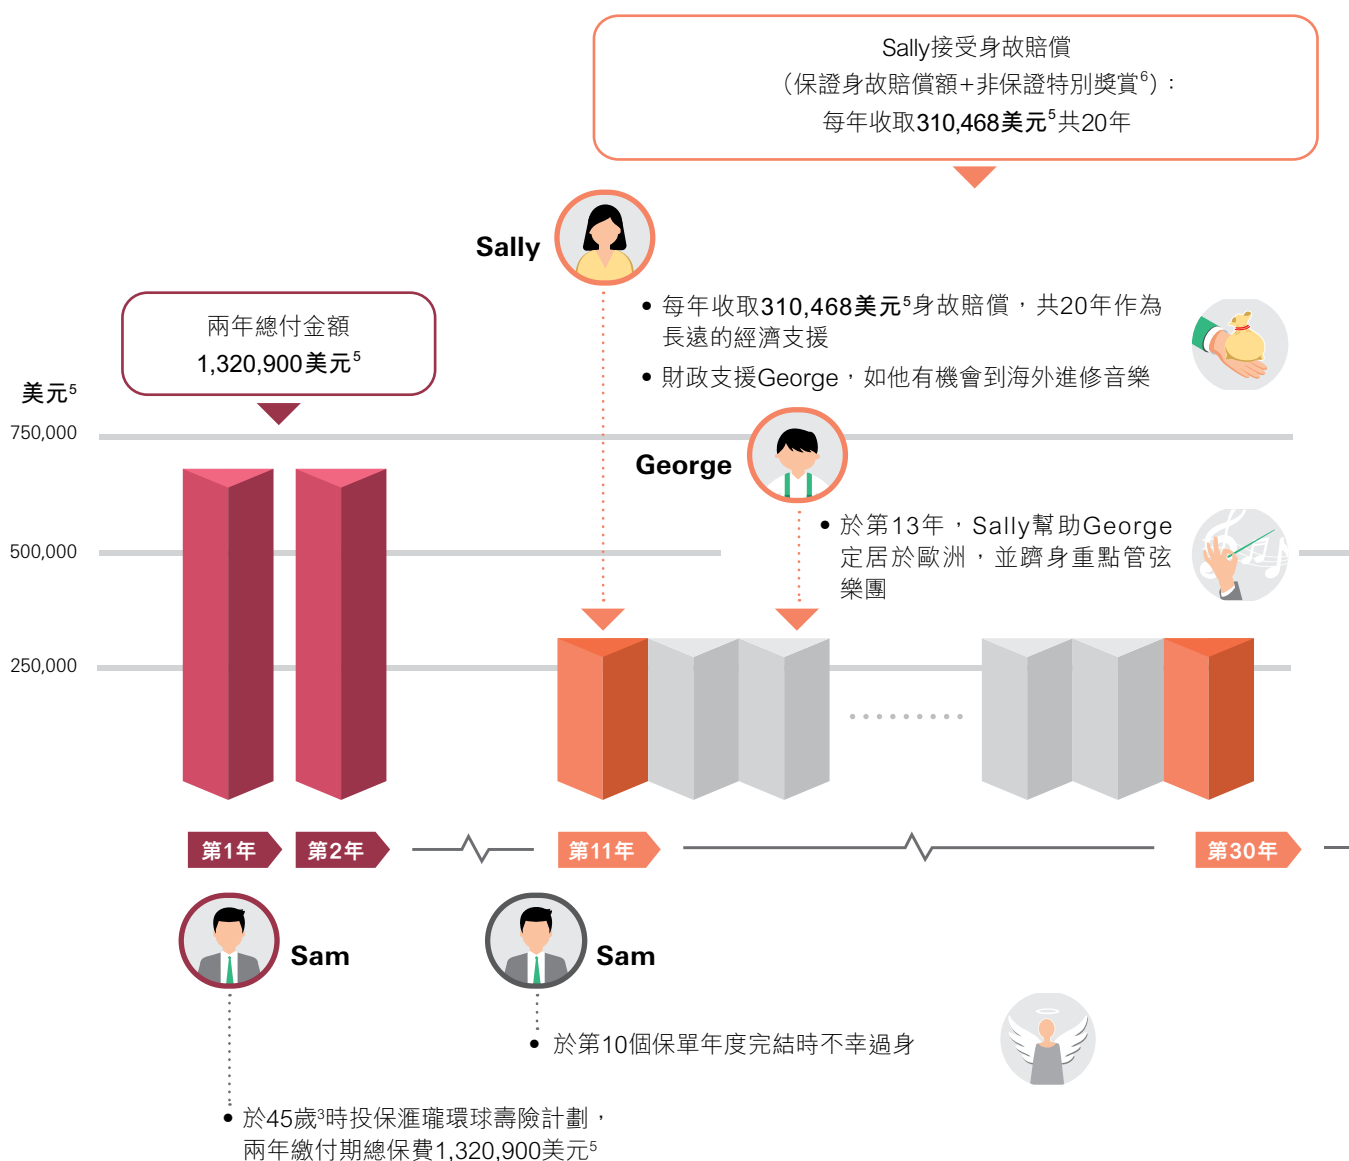 Sally接受身故賠償
（保證身故賠償額+非保證特別獎賞⁶）：
每年收取310,468美元⁵共20年
Sally
• 每年收取310,468美元⁵身故賠償，共20年作為
長遠的經濟支援
• 財政支援George，如他有機會到海外進修音樂
兩年總付金額
1,320,900美元⁵
美元⁵
750,000
George
• 於第13年，Sally幫助George
定居於歐洲，並躋身重點管弦
樂團
500,000
250,000
第1年
第2年
第11年
第30年
Sam
Sam
• 於第10個保單年度完結時不幸過身
• 於45歲³時投保滙瓏環球壽險計劃，
兩年繳付期總保費1,320,900美元⁵